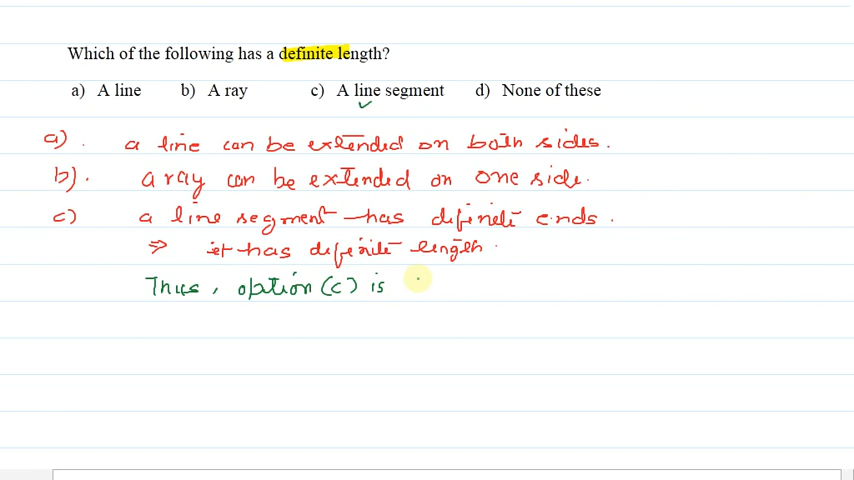 Which of the following has a definite length?
a) A line b) A ray c) A line segment d) None of these
a). a line can be extended on both sides.
b). a ray can be extended on one side.
c) a line segment has definite ends.
⇒ it has definite length.
Thus, option (c) is